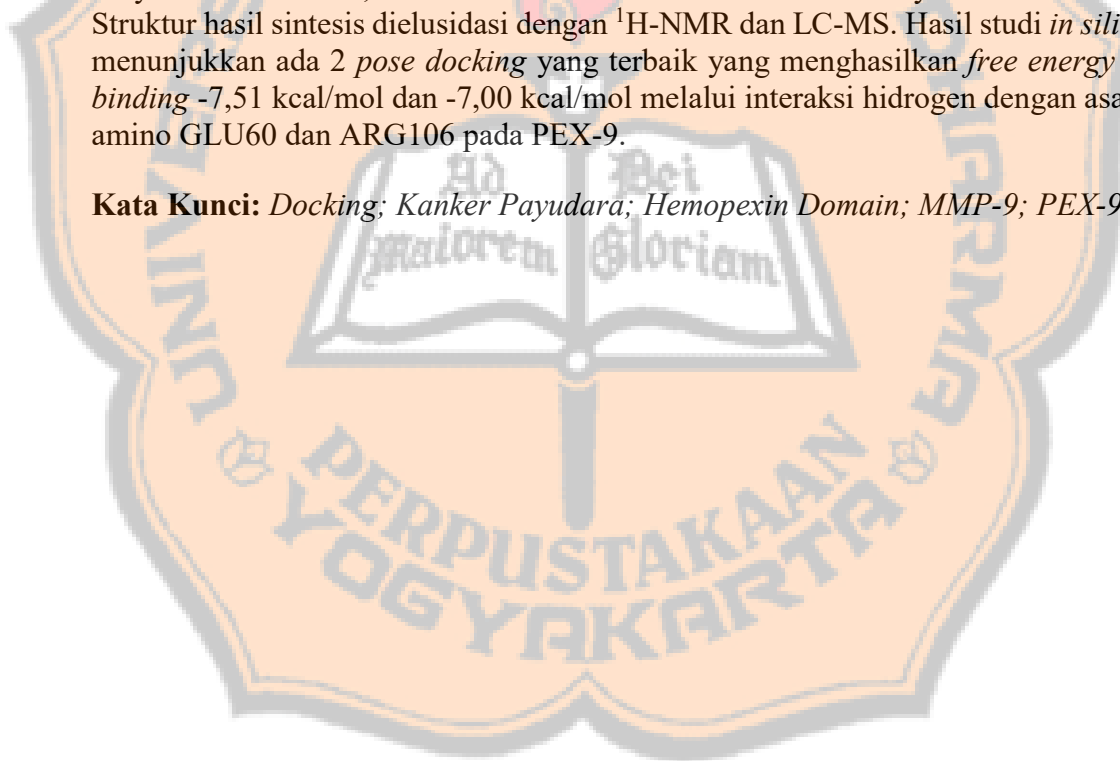 Struktur hasil sintesis dielusidasi dengan ¹H-NMR dan LC-MS. Hasil studi in sili
menunjukkan ada 2 pose docking yang terbaik yang menghasilkan free energy
binding -7,51 kcal/mol dan -7,00 kcal/mol melalui interaksi hidrogen dengan asa
amino GLU60 dan ARG106 pada PEX-9.
Kata Kunci: Docking; Kanker Payudara; Hemopexin Domain; MMP-9; PEX-9
Ad Dei
Maiorem Gloriam
PERPUSTAKAAN
YOGYAKARTA